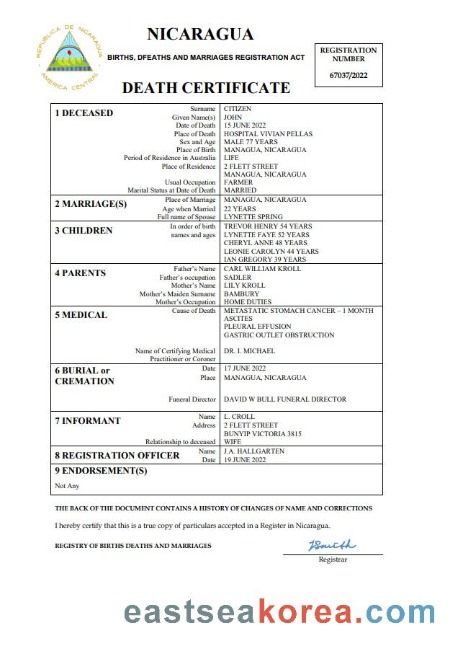 REPUBLICA DE NICARAGUA
AMERICA CENTRAL
NICARAGUA
BIRTHS, DFEATHS AND MARRIAGES REGISTRATION ACT
DEATH CERTIFICATE
REGISTRATION
NUMBER
67037/2022
1 DECEASED
Surname CITIZEN
Given Name(s) JOHN
Date of Death 15 JUNE 2022
Place of Death HOSPITAL VIVIAN PELLAS
Sex and Age MALE 77 YEARS
Place of Birth MANAGUA, NICARAGUA
Period of Residence in Australia LIFE
Place of Residence 2 FLETT STREET
MANAGUA, NICARAGUA
Usual Occupation FARMER
Marital Status at Date of Death MARRIED
2 MARRIAGE(S)
Place of Marriage MANAGUA, NICARAGUA
Age when Married 22 YEARS
Full name of Spouse LYNETTE SPRING
3 CHILDREN
In order of birth TREVOR HENRY 54 YEARS
names and ages LYNETTE FAYE 52 YEARS
CHERYL ANNE 48 YEARS
LEONIE CAROLYN 44 YEARS
IAN GREGORY 39 YEARS
4 PARENTS
Father's Name CARL WILLIAM KROLL
Father's occupation SADLER
Mother's Name LILY KROLL
Mother's Maiden Surname BAMBURY
Mother's Occupation HOME DUTIES
5 MEDICAL
Cause of Death METASTATIC STOMACH CANCER – 1 MONTH
ASCITES
PLEURAL EFFUSION
GASTRIC OUTLET OBSTRUCTION
Name of Certifying Medical DR. I. MICHAEL
Practitioner or Coroner
6 BURIAL or
CREMATION
Date 17 JUNE 2022
Place MANAGUA, NICARAGUA
Funeral Director DAVID W BULL FUNERAL DIRECTOR
7 INFORMANT
Name L. CROLL
Address 2 FLETT STREET
BUNYIP VICTORIA 3815
Relationship to deceased WIFE
8 REGISTRATION OFFICER
Name J.A. HALLGARTEN
Date 19 JUNE 2022
9 ENDORSEMENT(S)
Not Any
THE BACK OF THE DOCUMENT CONTAINS A HISTORY OF CHANGES OF NAME AND CORRECTIONS
I hereby certify that this is a true copy of particulars accepted in a Register in Nicaragua.
REGISTRY OF BIRTHS DEATHS AND MARRIAGES
JSmith
Registrar
eastseakorea.com